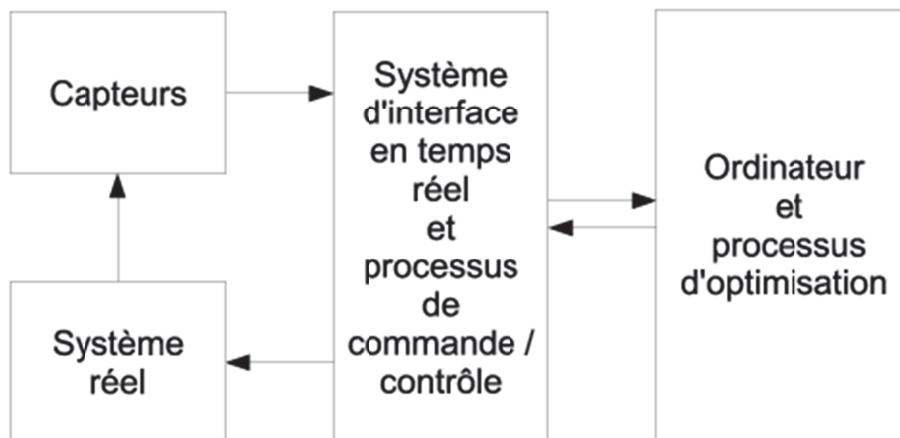 Capteurs
Système
réel
Système
d'interface
en temps
réel
et
processus
de
commande /
contrôle
Ordinateur
et
processus
d'optimisation